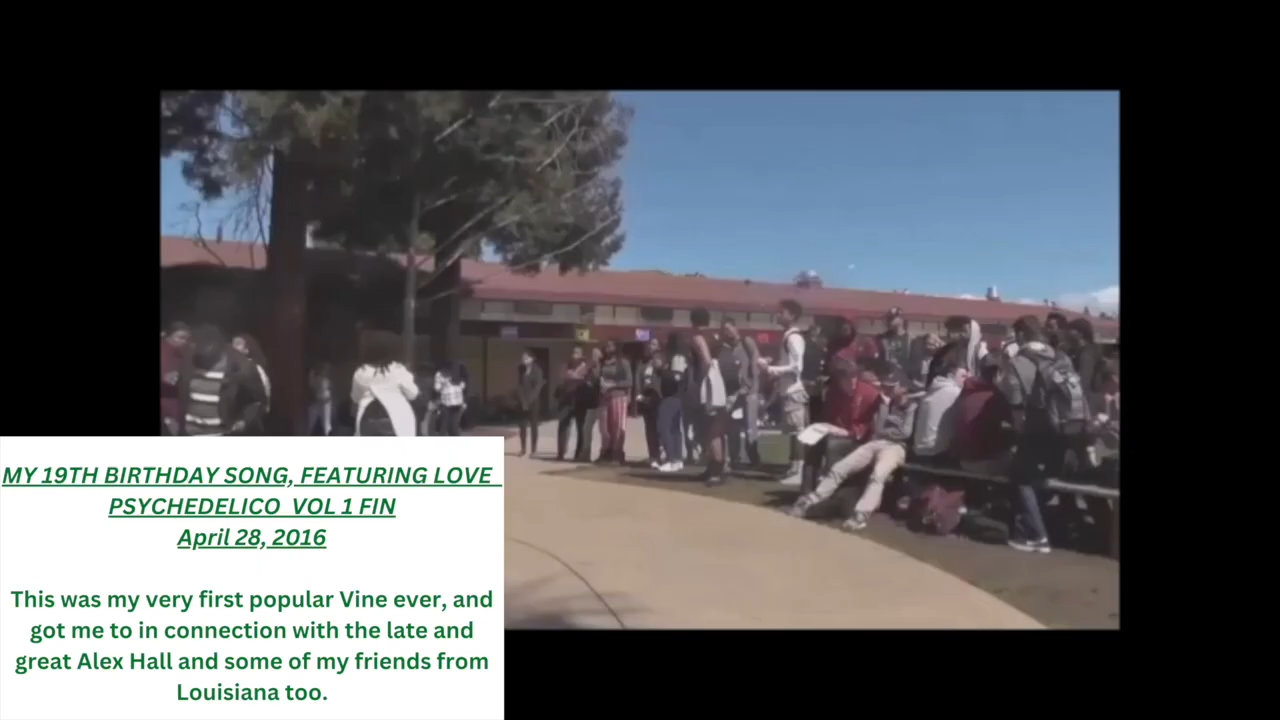 MY 19TH BIRTHDAY SONG, FEATURING LOVE
PSYCHEDELICO VOL 1 FIN
April 28, 2016
This was my very first popular Vine ever, and
got me to in connection with the late and
great Alex Hall and some of my friends from
Louisiana too.